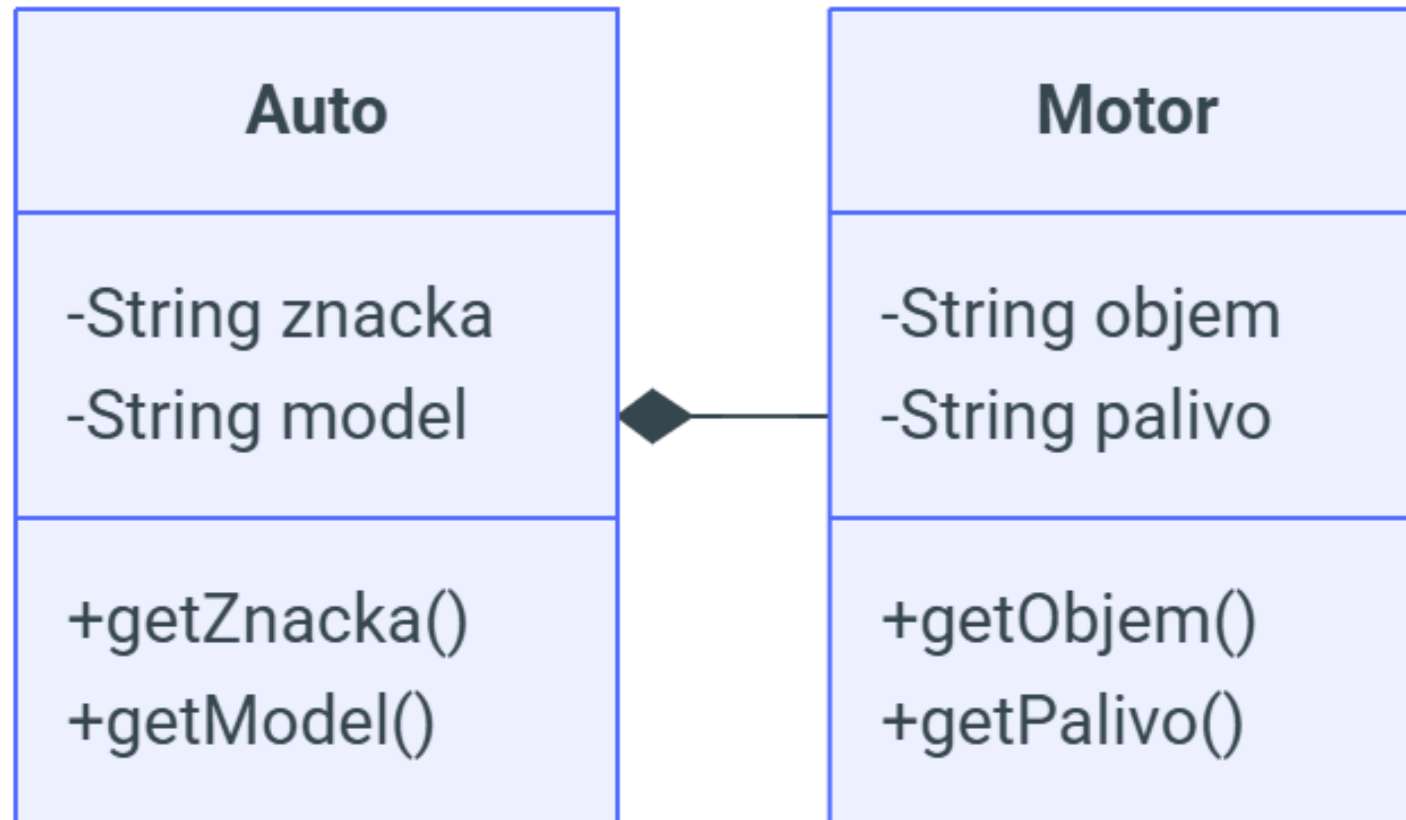 Auto
-String znacka
-String model
+getZnacka()
+getModel()
Motor
-String objem
-String palivo
+getObjem()
+getPalivo()